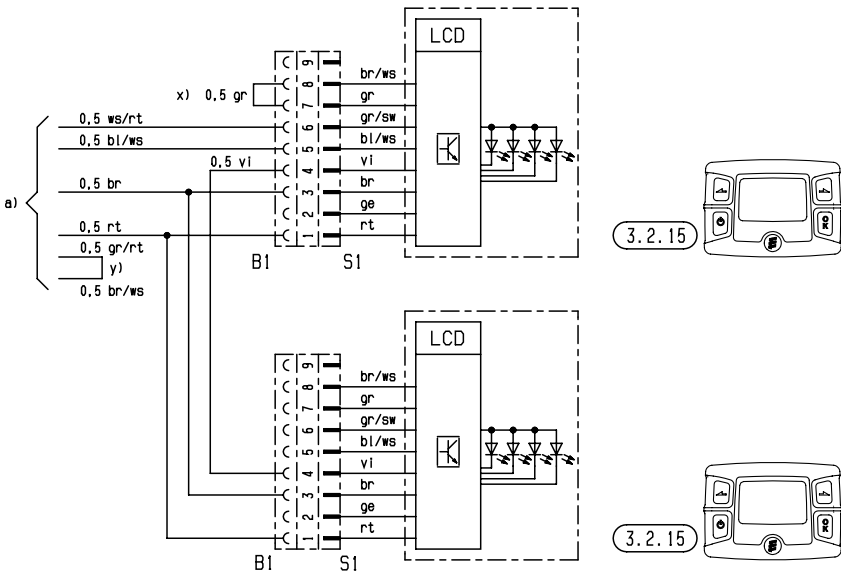 LCD
9
8
7
6
5
4
3
2
1
br/ws
gr
gr/sw
bl/ws
vi
br
ge
rt
x) 0,5 gr
0,5 ws/rt
0,5 bl/ws
0,5 vi
a)
0,5 br
0,5 rt
0,5 gr/rt
y)
0,5 br/ws
B1
S1
3.2.15
OK
LCD
9
8
7
6
5
4
3
2
1
br/ws
gr
gr/sw
bl/ws
vi
br
ge
rt
B1
S1
3.2.15
OK